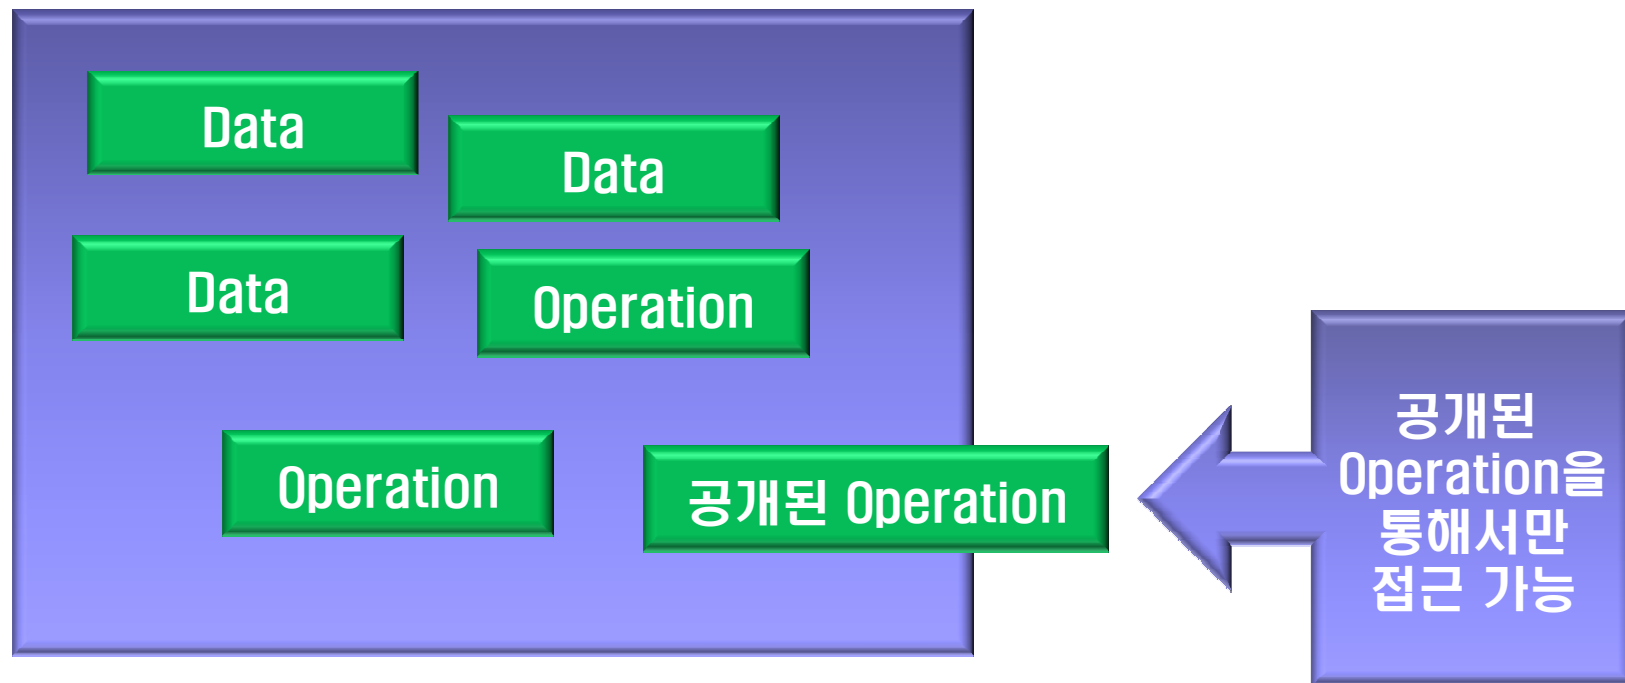 Data
Data
Data
Operation
Operation
공개된 Operation
공개된
Operation을
통해서만
접근 가능